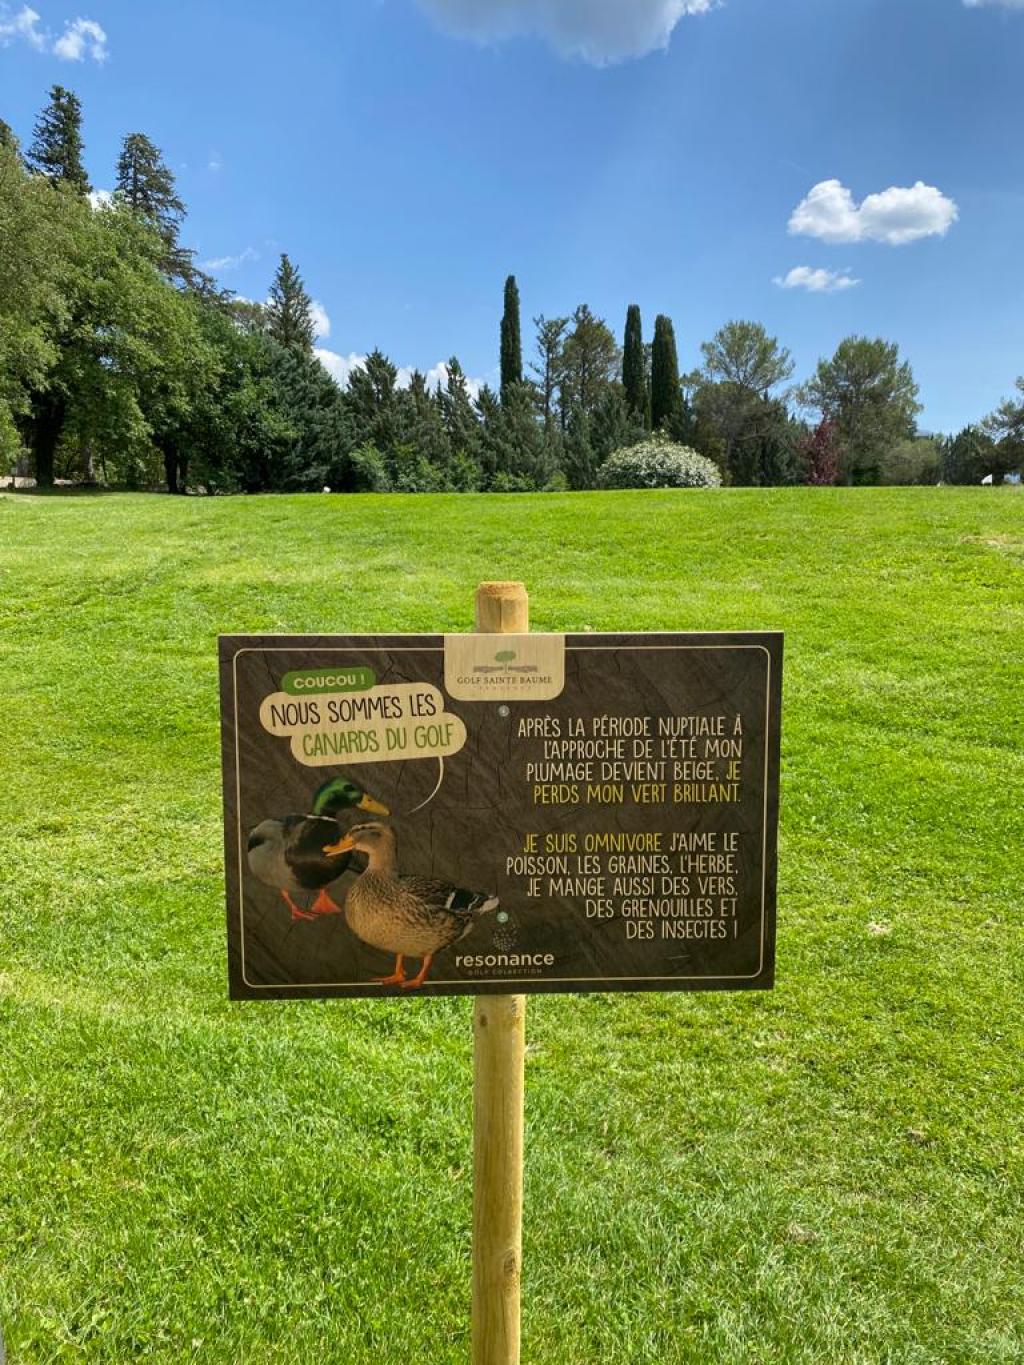 COUCOU !
NOUS SOMMES LES
CANARDS DU GOLF
GOLF SAINTE BAUME
PROVENCE
APRÈS LA PÉRIODE NUPTIALE À
L'APPROCHE DE L'ÉTÉ MON
PLUMAGE DEVIENT BEIGE, JE
PERDS MON VERT BRILLANT.
JE SUIS OMNIVORE J'AIME LE
POISSON, LES GRAINES, L'HERBE,
JE MANGE AUSSI DES VERS,
DES GRENOUILLES ET
DES INSECTES !
resonance
GOLF COLLECTION